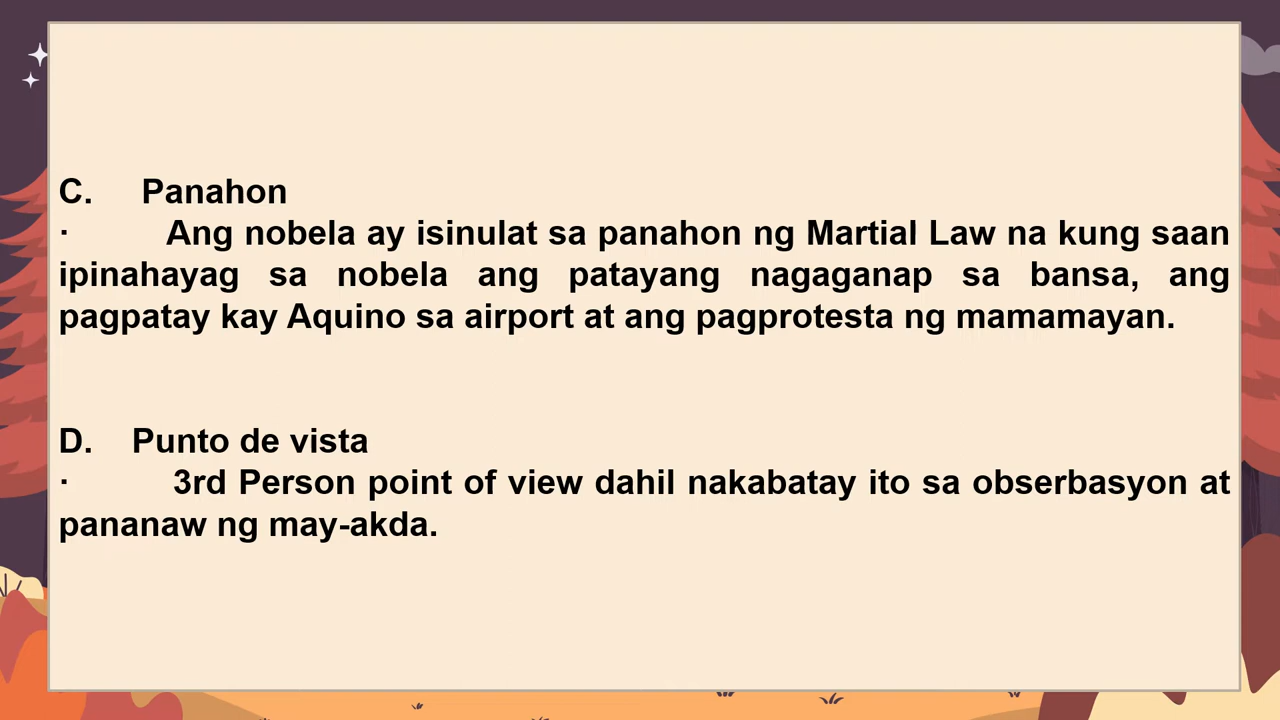 C. Panahon
· Ang nobela ay isinulat sa panahon ng Martial Law na kung saan
ipinahayag sa nobela ang patayang nagaganap sa bansa, ang
pagpatay kay Aquino sa airport at ang pagprotesta ng mamamayan.
D. Punto de vista
· 3rd Person point of view dahil nakabatay ito sa obserbasyon at
pananaw ng may-akda.